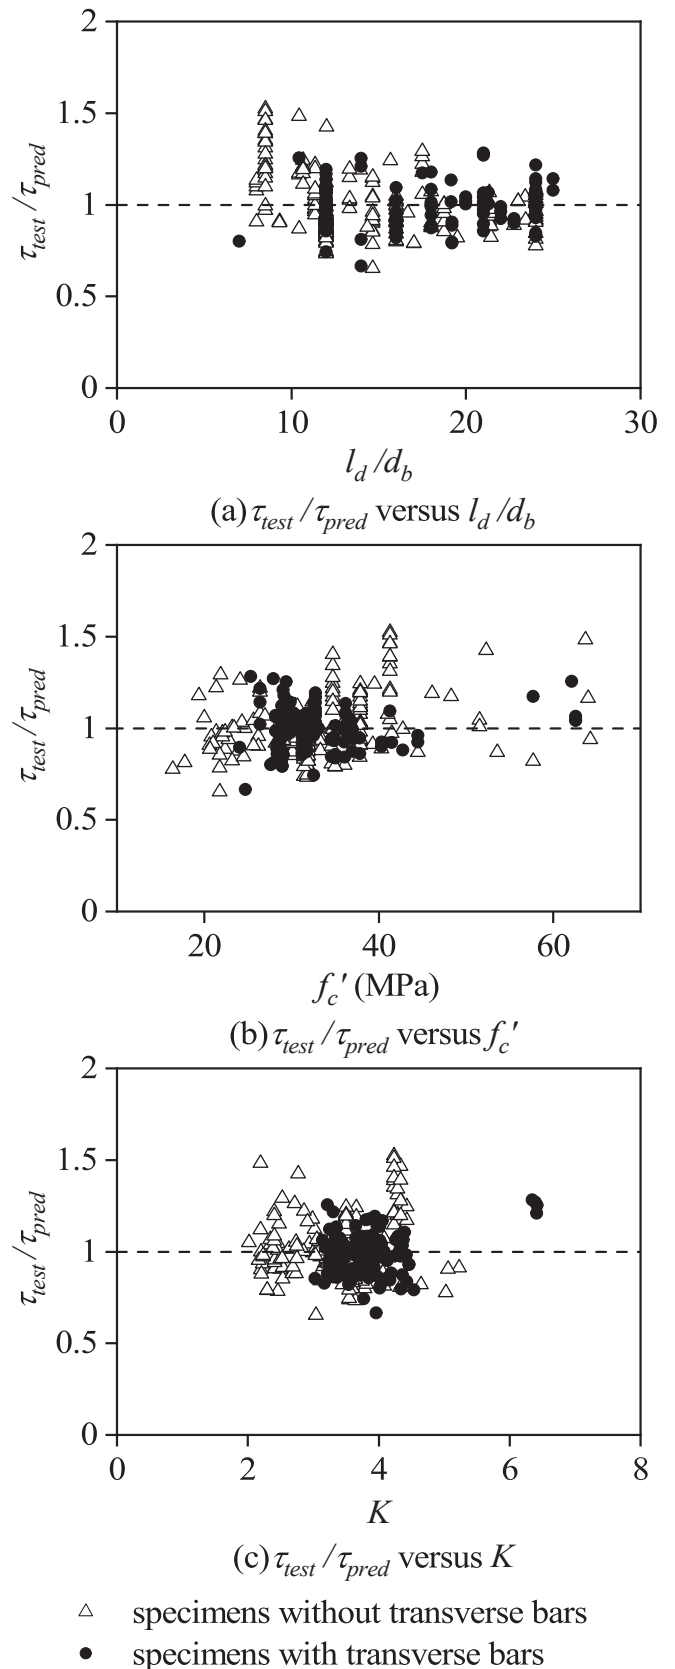 2
1.5
1
0.5
0
τtest/τpred
0 10 20 30
ld/db
(a) τtest/τpred versus ld/db
2
1.5
1
0.5
0
τtest/τpred
20 40 60
fc' (MPa)
(b) τtest/τpred versus fc'
2
1.5
1
0.5
0
τtest/τpred
0 2 4 6 8
K
(c) τtest/τpred versus K
specimens without transverse bars
specimens with transverse bars